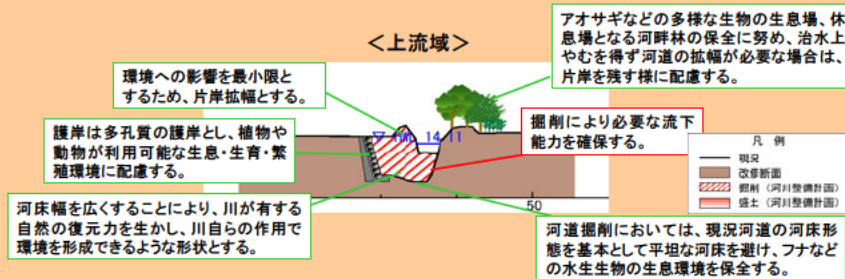 <上流域>
アオサギなどの多様な生物の生息場、休
息場となる河畔林の保全に努め、治水上
やむを得ず河道の拡幅が必要な場合は、
片岸を残す様に配慮する。
環境への影響を最小限と
するため、片岸拡幅とする。
護岸は多孔質の護岸とし、植物や
動物が利用可能な生息・生育・繁
殖環境に配慮する。
掘削により必要な流下
能力を確保する。
14.11
凡 例
現況
改修断面
掘削(河川整備計画)
盛土(河川整備計画)
50
河床幅を広くすることにより、川が有する
自然の復元力を生かし、川自らの作用で
環境を形成できるような形状とする。
河道掘削においては、現況河道の河床形
態を基本として平坦な河床を避け、フナなど
の水生生物の生息環境を保全する。